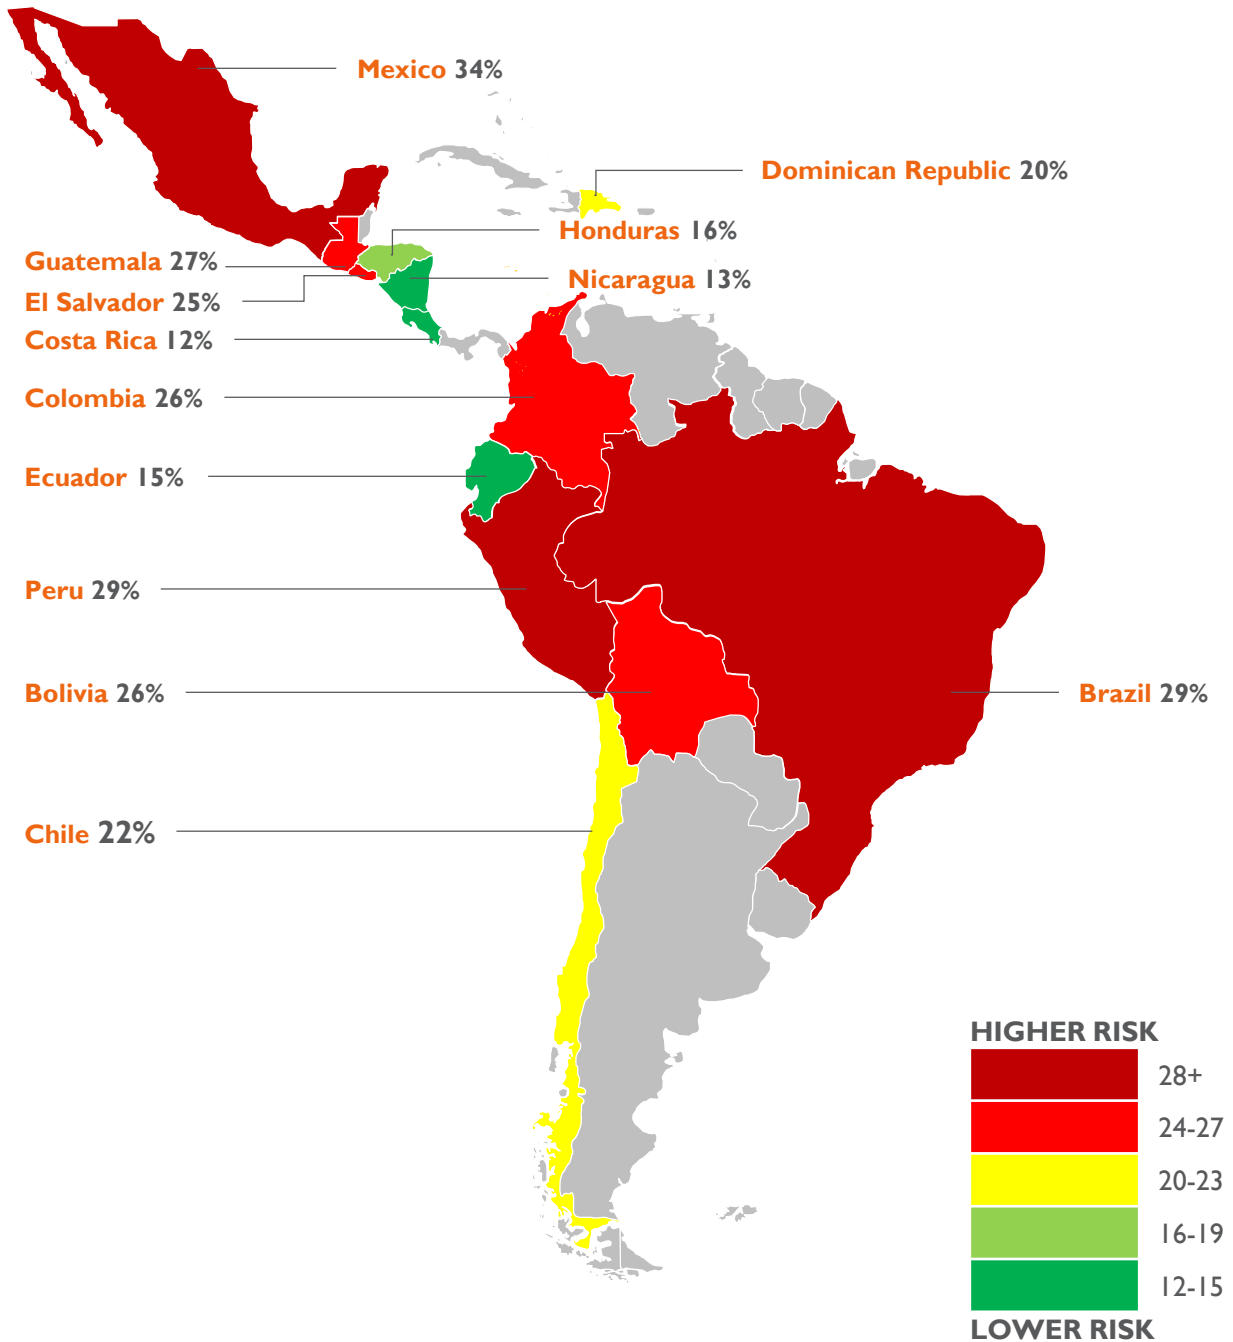 Mexico 34%
Dominican Republic 20%
Honduras 16%
Guatemala 27%
Nicaragua 13%
El Salvador 25%
Costa Rica 12%
Colombia 26%
Ecuador 15%
Peru 29%
Bolivia 26%
Brazil 29%
Chile 22%
HIGHER RISK
28+
24-27
20-23
16-19
12-15
LOWER RISK